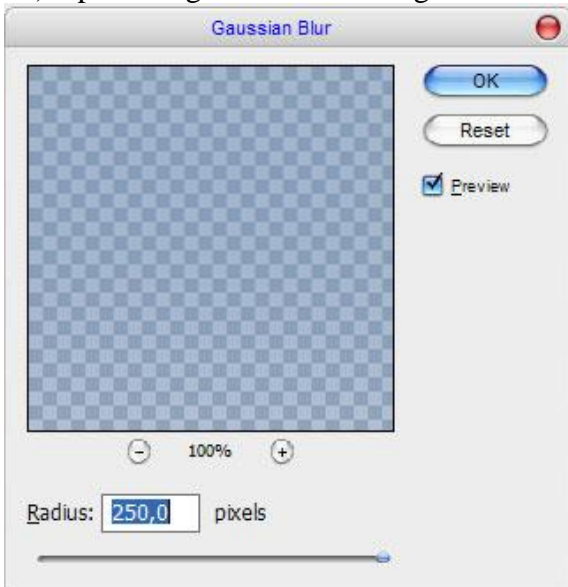 Gaussian Blur
OK
Reset
Preview
100%
Radius: 250,0 pixels